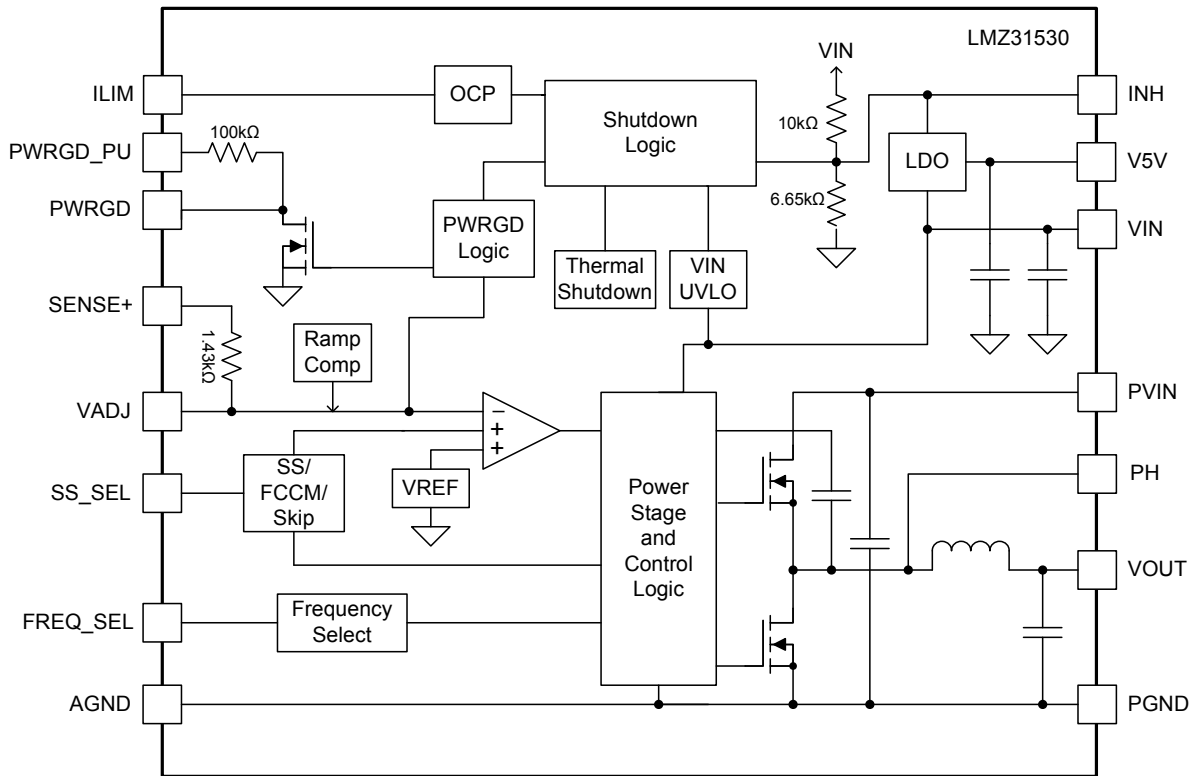 LMZ31530
VIN
ILIM
OCP
Shutdown
Logic
10kΩ
INH
PWRGD_PU
100kΩ
LDO
V5V
PWRGD
PWRGD
Logic
6.65kΩ
VIN
Thermal
Shutdown
VIN
UVLO
SENSE+
1.43kΩ
Ramp
Comp
VADJ
−
+
+
PVIN
SS_SEL
SS/
FCCM/
Skip
VREF
Power
Stage
and
Control
Logic
PH
VOUT
FREQ_SEL
Frequency
Select
AGND
PGND